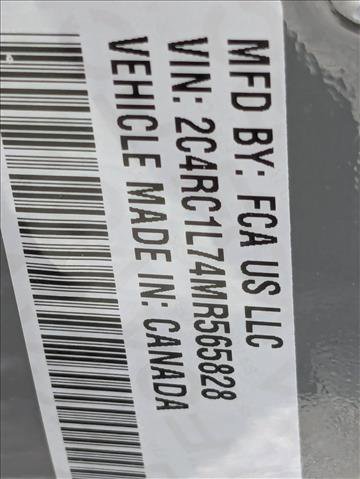 MFD BY: FCA US LLC
VIN: 2C4RC1L74MR565828
VEHICLE MADE IN: CANADA